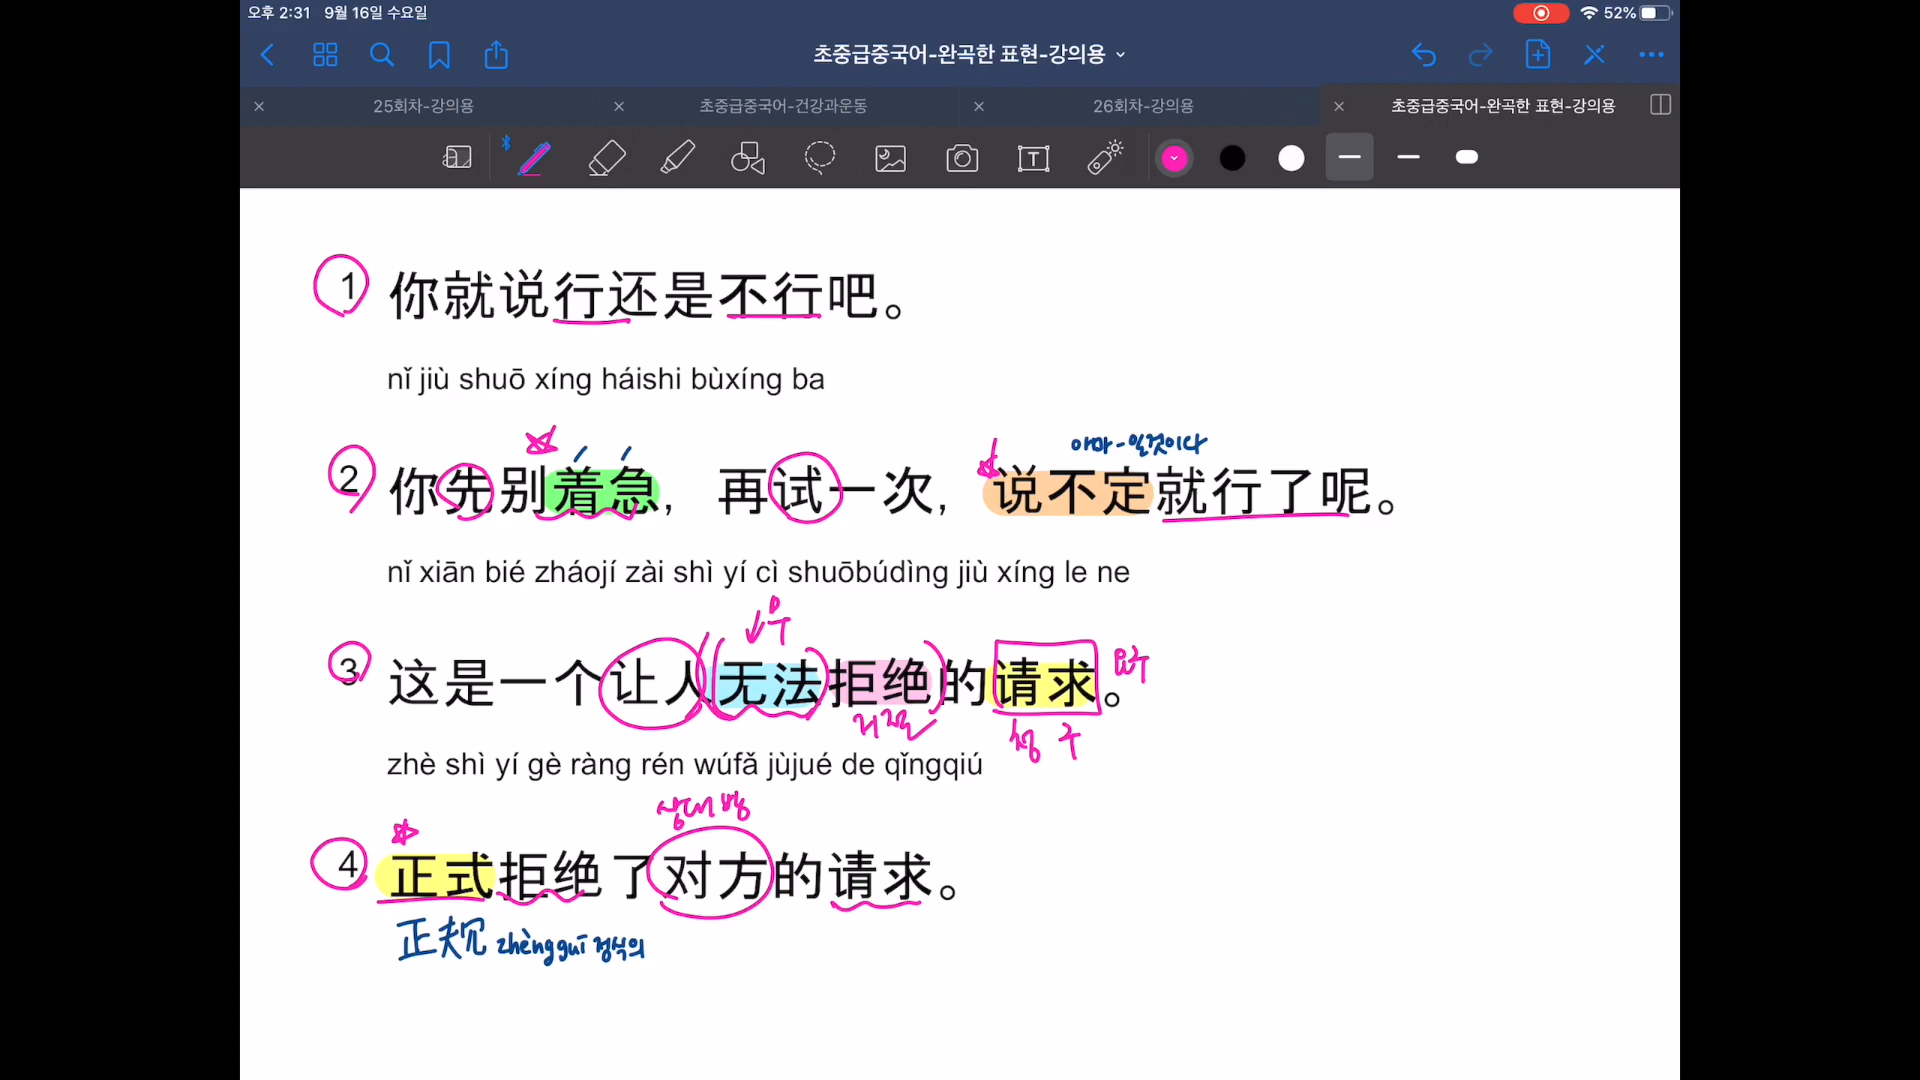 오후 2:31 9월 16일 수요일 52%
초중급중국어-완곡한 표현-강의용
25회차-강의용 초중급중국어-건강과운동 26회차-강의용 초중급중국어-완곡한 표현-강의용
1 你就说行还是不行吧。
nǐ jiù shuō xíng háishi bùxíng ba
아마-일것이다
2 你先别着急, 再试一次, 说不定就行了呢。
nǐ xiān bié zháojí zài shì yí cì shuōbúdìng jiù xíng le ne
무
3 这是一个让人无法拒绝的请求。 요구
거절 청구
zhè shì yí gè ràng rén wúfǎ jùjué de qǐngqiú
상대방
4 正式拒绝了对方的请求。
正规 zhèngguī 정식의